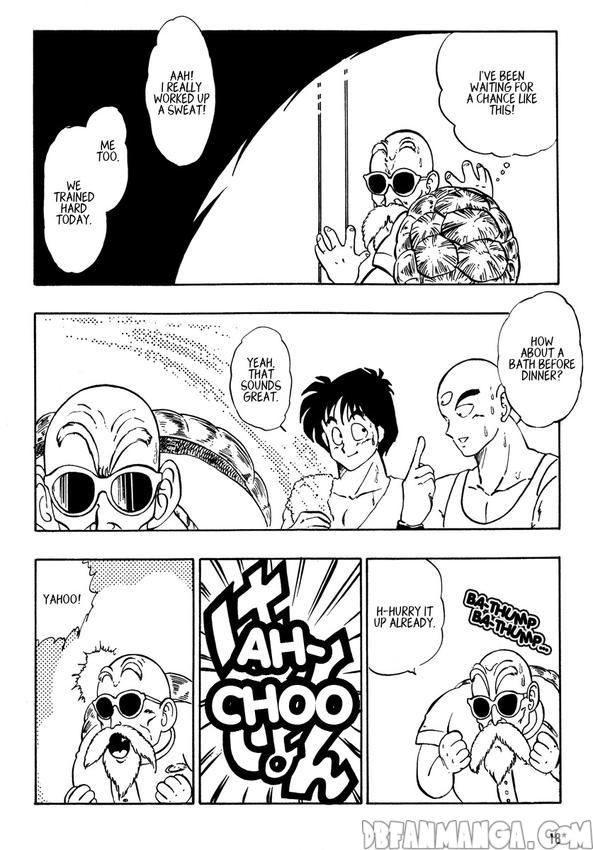 I'VE BEEN
WAITING FOR
A CHANCE LIKE
THIS!
AAH!
I REALLY
WORKED UP
A SWEAT!
ME
TOO.
WE
TRAINED
HARD
TODAY.
HOW
ABOUT A
BATH BEFORE
DINNER?
YEAH,
THAT
SOUNDS
GREAT.
H-HURRY IT
UP ALREADY.
BA-THUMP
BA-THUMP...
AH-
CHOO
YAHOO!
18
DBFANMANGA.COM